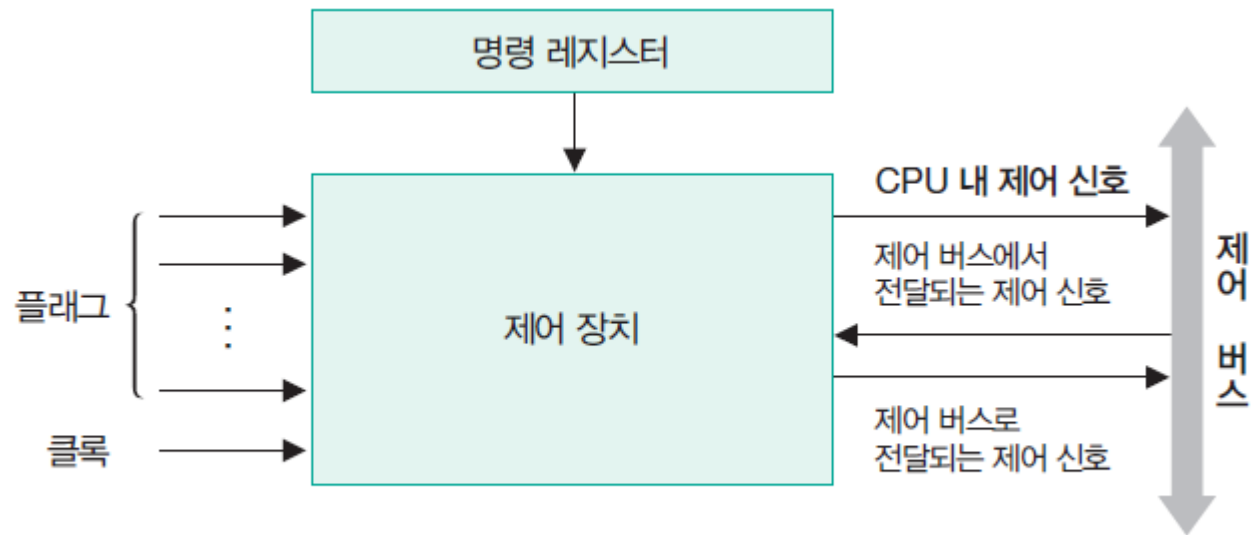 명령 레지스터
CPU 내 제어 신호
제어 버스에서
전달되는 제어 신호
플래그
제어 장치
제어 버스
제어 버스로
전달되는 제어 신호
클록